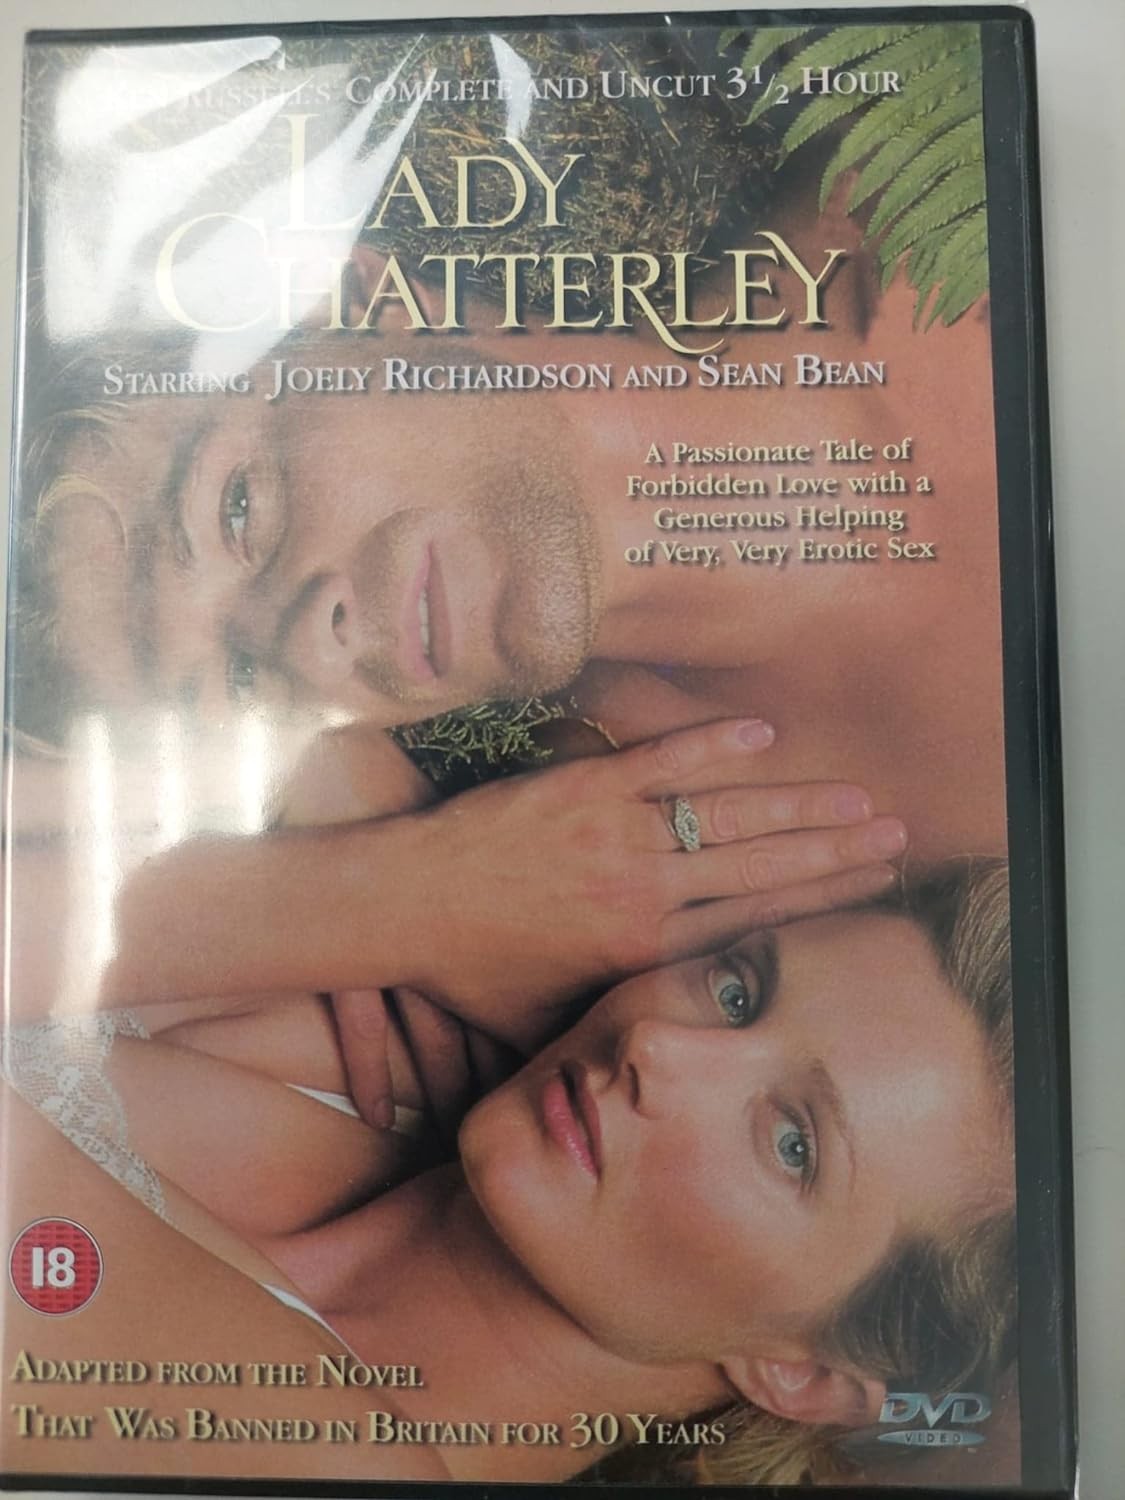 RUSSELL'S COMPLETE AND UNCUT 3½ HOUR
LADY
CHATTERLEY
STARRING JOELY RICHARDSON AND SEAN BEAN
A Passionate Tale of
Forbidden Love with a
Generous Helping
of Very, Very Erotic Sex
18
ADAPTED FROM THE NOVEL
THAT WAS BANNED IN BRITAIN FOR 30 YEARS
DVD
VIDEO